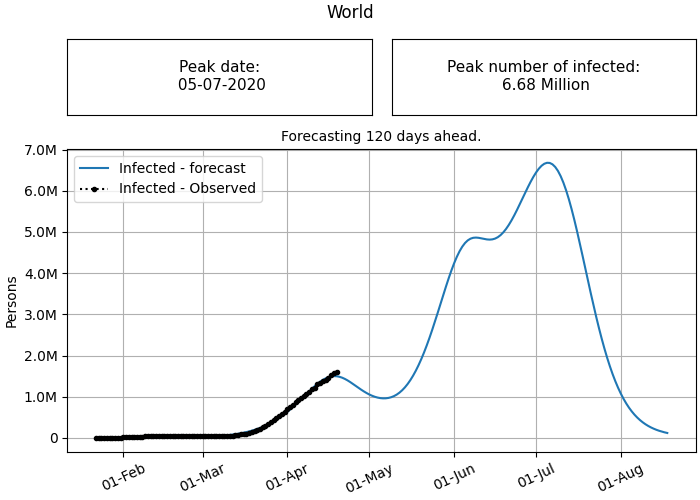 World
Peak date:
05-07-2020
Peak number of infected:
6.68 Million
Forecasting 120 days ahead.
7.0M
6.0M
5.0M
4.0M
3.0M
2.0M
1.0M
0
Persons
Infected - forecast
Infected - Observed
01-Feb
01-Mar
01-Apr
01-May
01-Jun
01-Jul
01-Aug